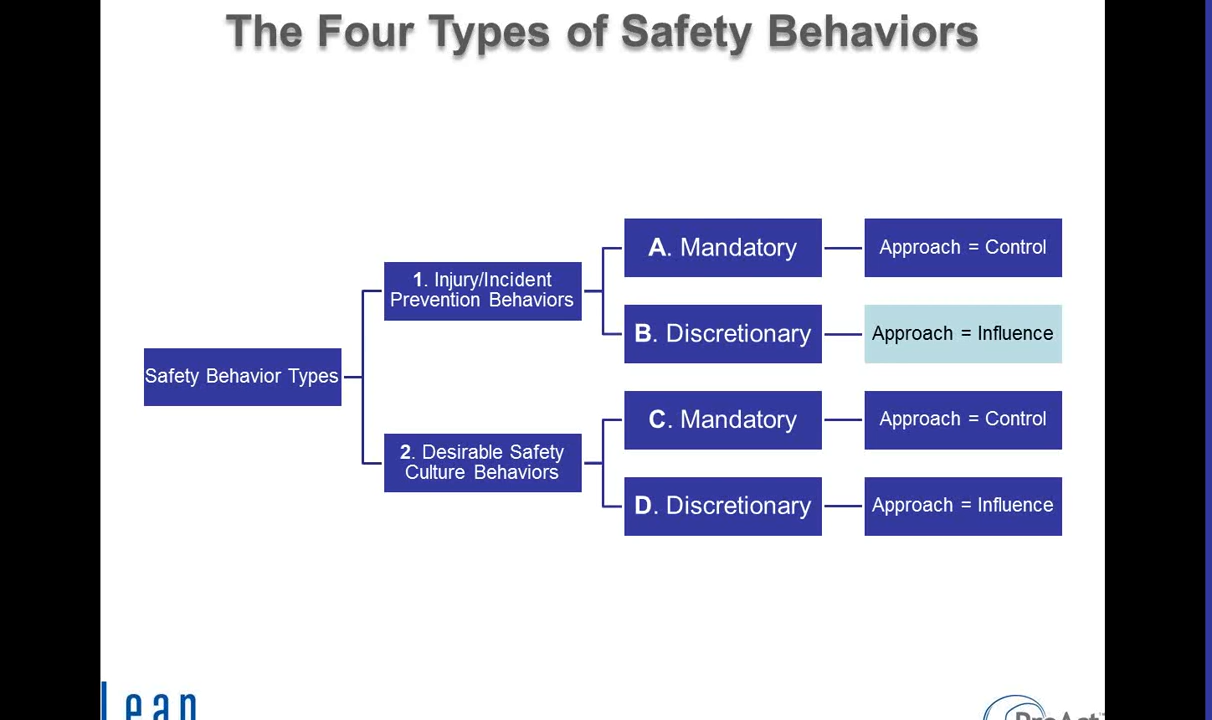 The Four Types of Safety Behaviors
Safety Behavior Types
1. Injury/Incident
Prevention Behaviors
A. Mandatory
Approach = Control
B. Discretionary
Approach = Influence
2. Desirable Safety
Culture Behaviors
C. Mandatory
Approach = Control
D. Discretionary
Approach = Influence
Lean
ProAct